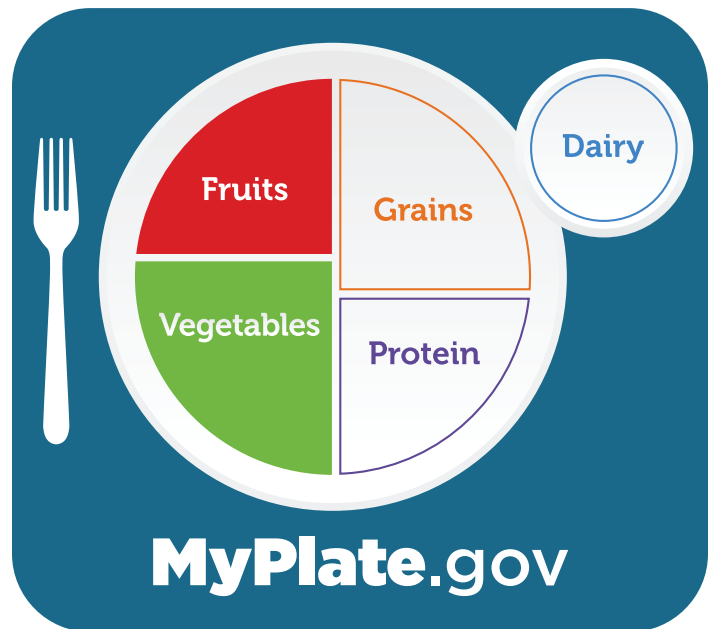 Fruits
Grains
Dairy
Vegetables
Protein
MyPlate.gov